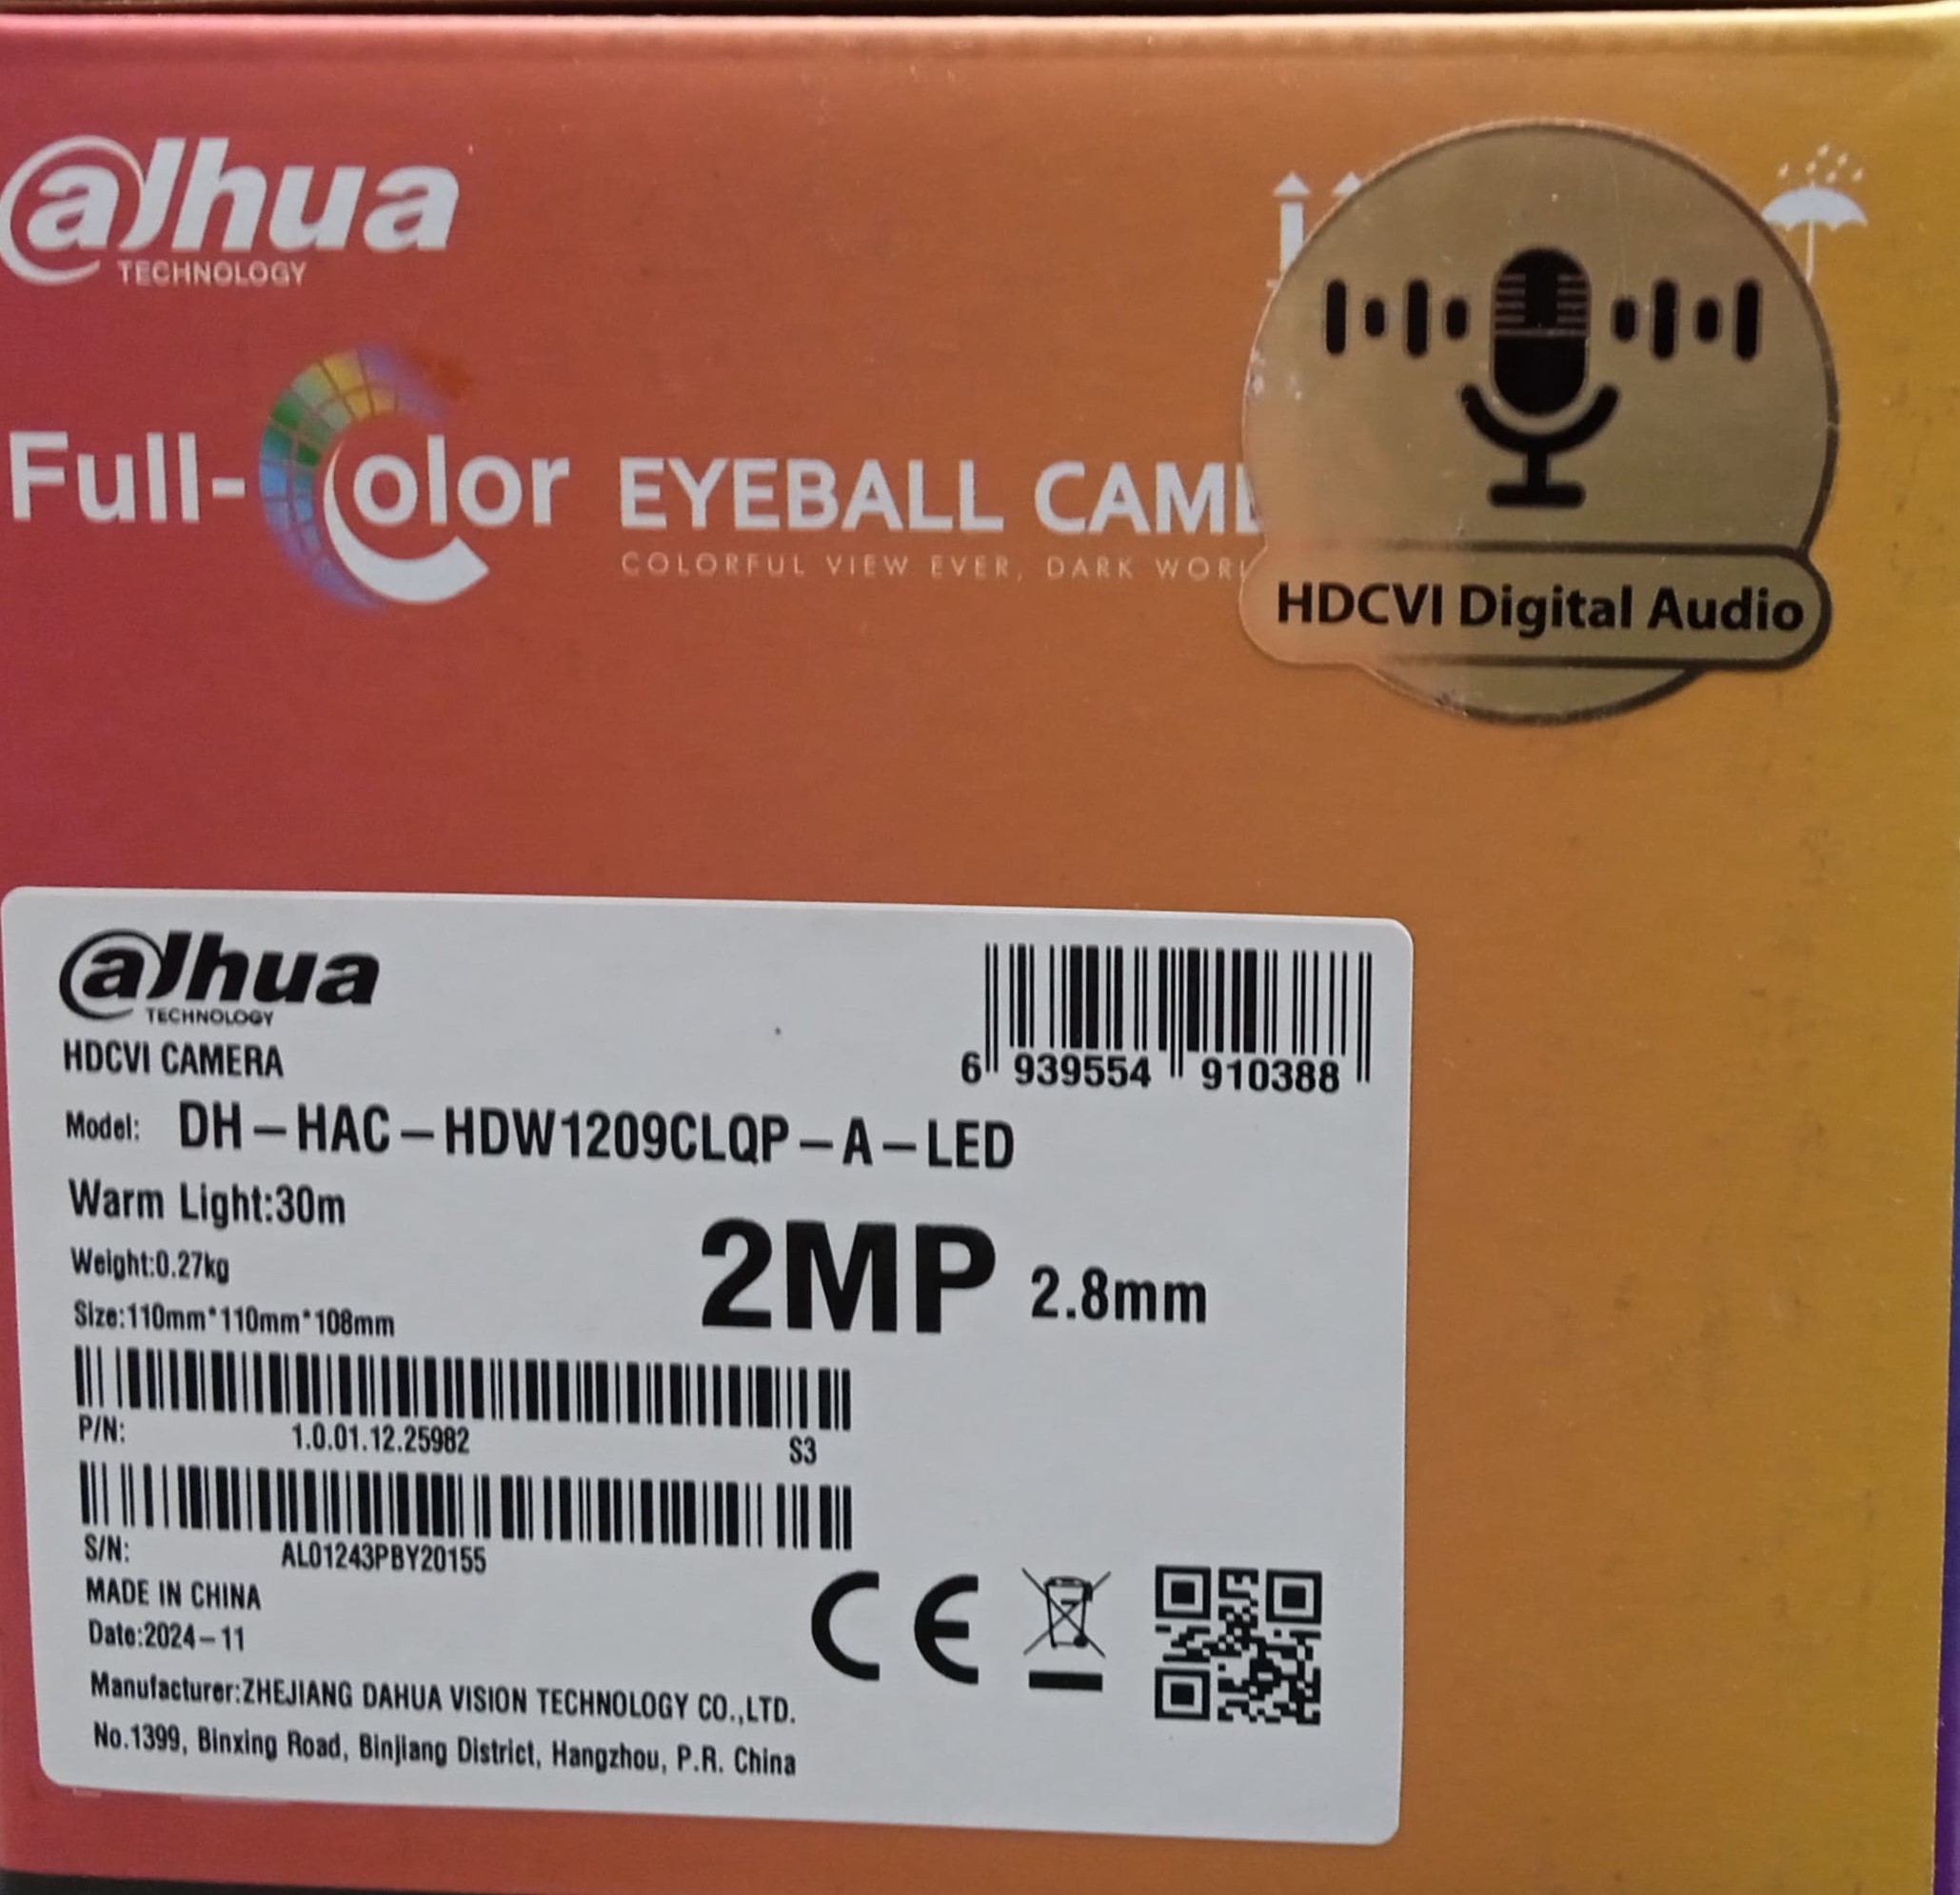 alhua
TECHNOLOGY
Full-Color EYEBALL CAME
COLORFUL VIEW EVER, DARK WORL
HDCVI Digital Audio
alhua
TECHNOLOGY
HDCVI CAMERA
6 939554 910388
Model: DH-HAC-HDW1209CLQP-A-LED
Warm Light:30m
Weight:0.27kg
2MP 2.8mm
Size:110mm*110mm*108mm
P/N: 1.0.01.12.25982 S3
S/N: AL01243PBY20155
MADE IN CHINA
Date:2024-11
CE
Manufacturer:ZHEJIANG DAHUA VISION TECHNOLOGY CO.,LTD.
No.1399, Binxing Road, Binjiang District, Hangzhou, P.R. China